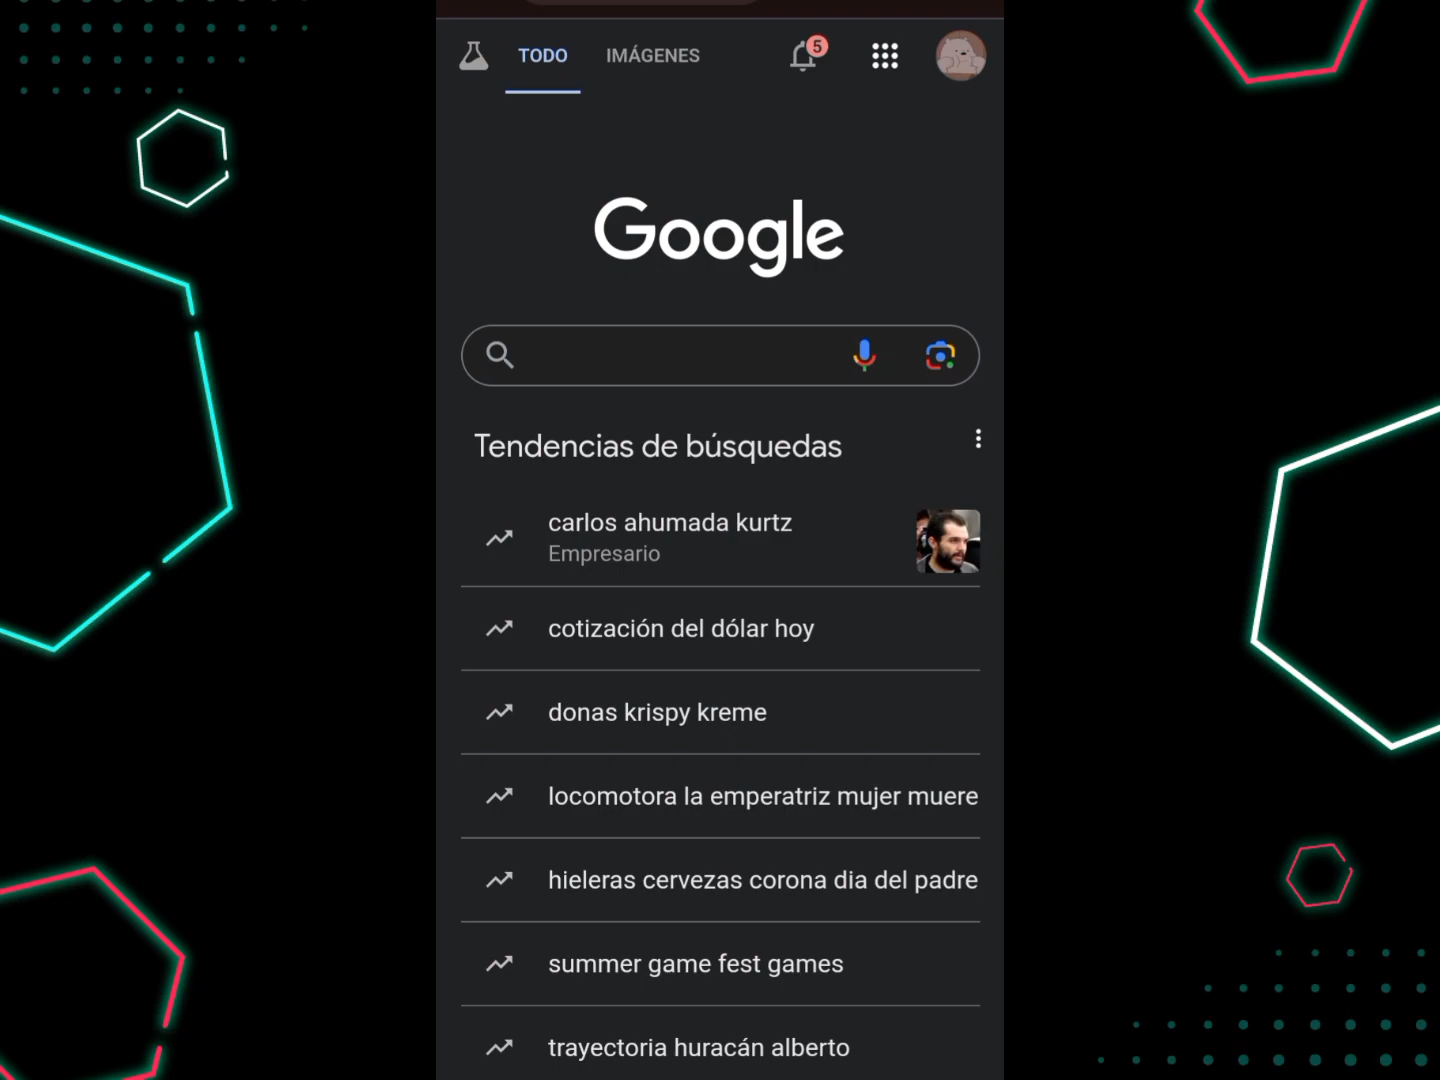 TODO
IMÁGENES
5
Google
Tendencias de búsquedas
carlos ahumada kurtz
Empresario
cotización del dólar hoy
donas krispy kreme
locomotora la emperatriz mujer muere
hieleras cervezas corona dia del padre
summer game fest games
trayectoria huracán alberto